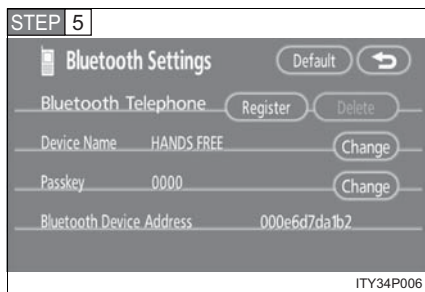 STEP 5
Bluetooth Settings Default
Bluetooth Telephone Register Delete
Device Name HANDS FREE Change
Passkey 0000 Change
Bluetooth Device Address 000e6d7da1b2
ITY34P006